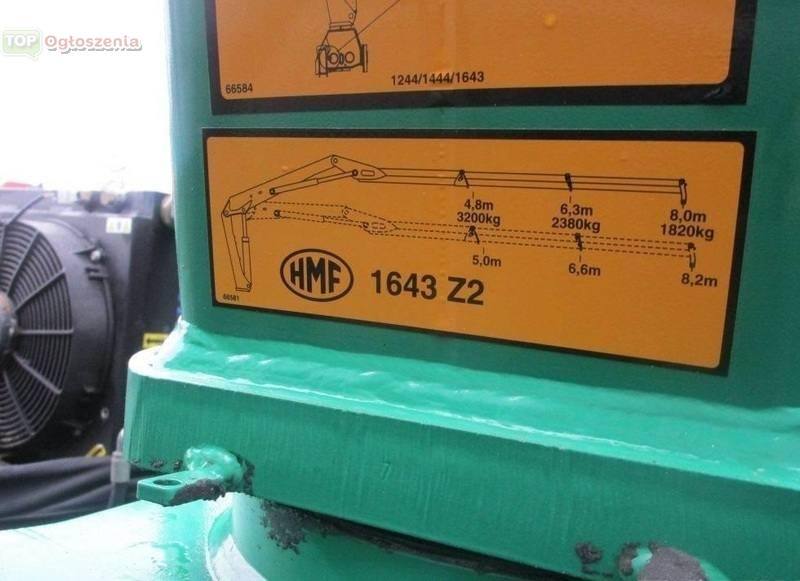 TOP Ogłoszenia
66584
1244/1444/1643
4,8m 6,3m 8,0m
3200kg 2380kg 1820kg
5,0m 6,6m 8,2m
HMF 1643 Z2
66581